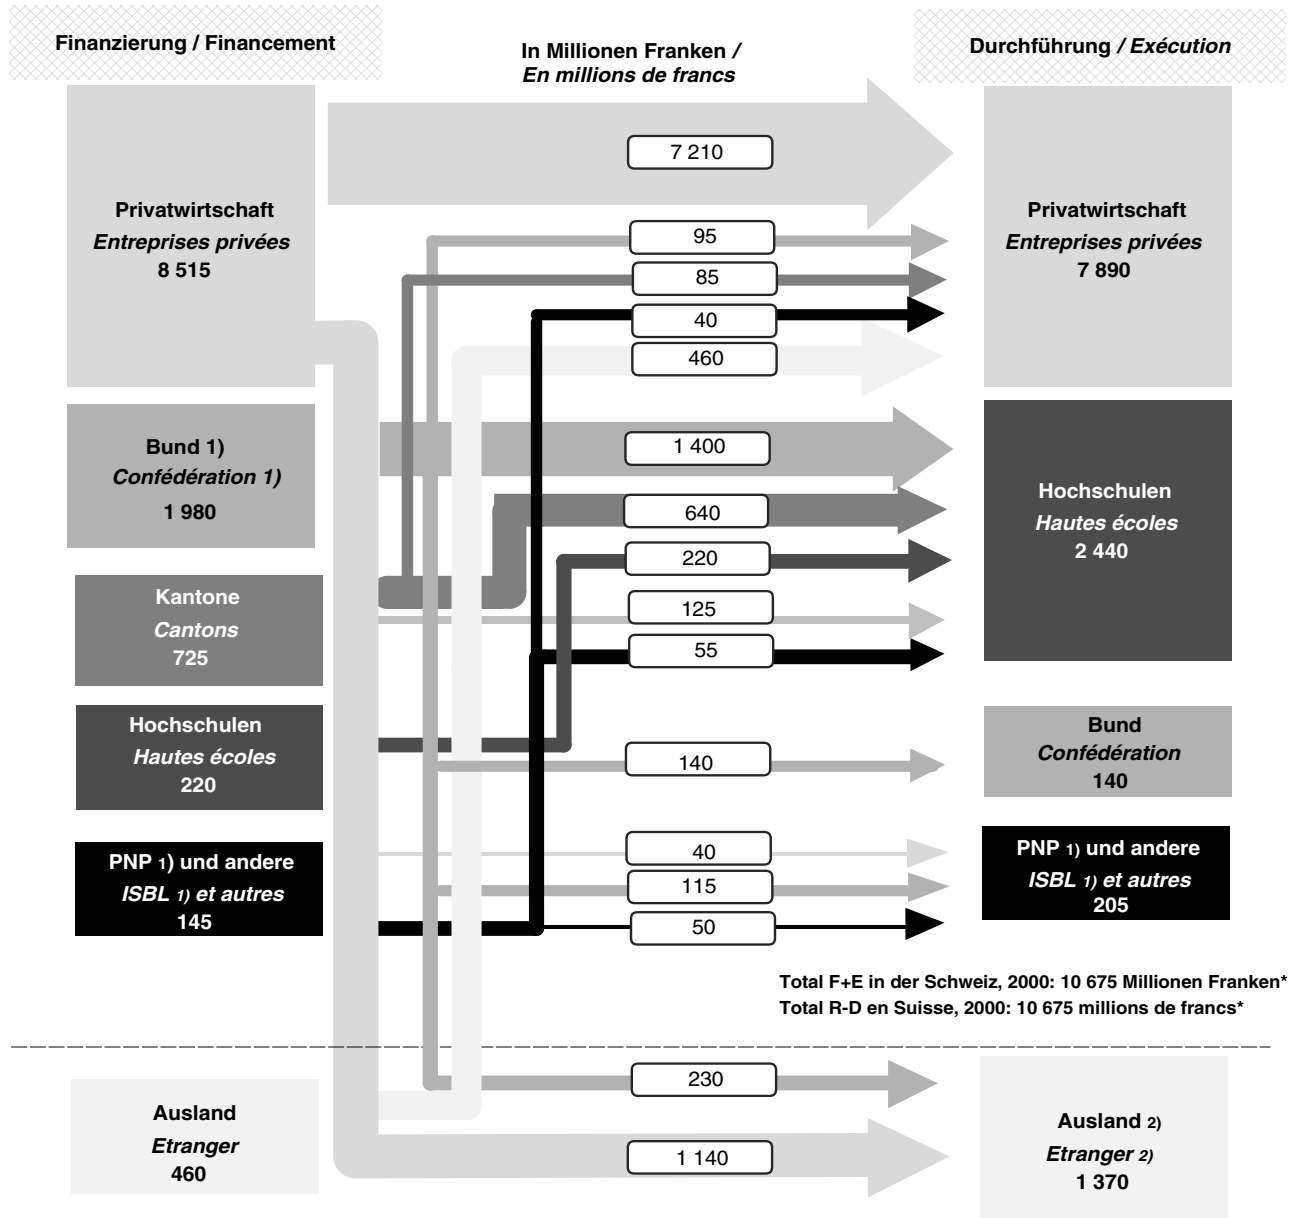 Finanzierung / Financement
In Millionen Franken /
En millions de francs
Durchführung / Exécution
Privatwirtschaft
Entreprises privées
8 515
Bund 1)
Confédération 1)
1 980
Kantone
Cantons
725
Hochschulen
Hautes écoles
220
PNP 1) und andere
ISBL 1) et autres
145
Ausland
Etranger
460
7 210
95
85
40
460
1 400
640
220
125
55
140
40
115
50
230
1 140
Privatwirtschaft
Entreprises privées
7 890
Hochschulen
Hautes écoles
2 440
Bund
Confédération
140
PNP 1) und andere
ISBL 1) et autres
205
Total F+E in der Schweiz, 2000: 10 675 Millionen Franken*
Total R-D en Suisse, 2000: 10 675 millions de francs*
Ausland 2)
Etranger 2)
1 370